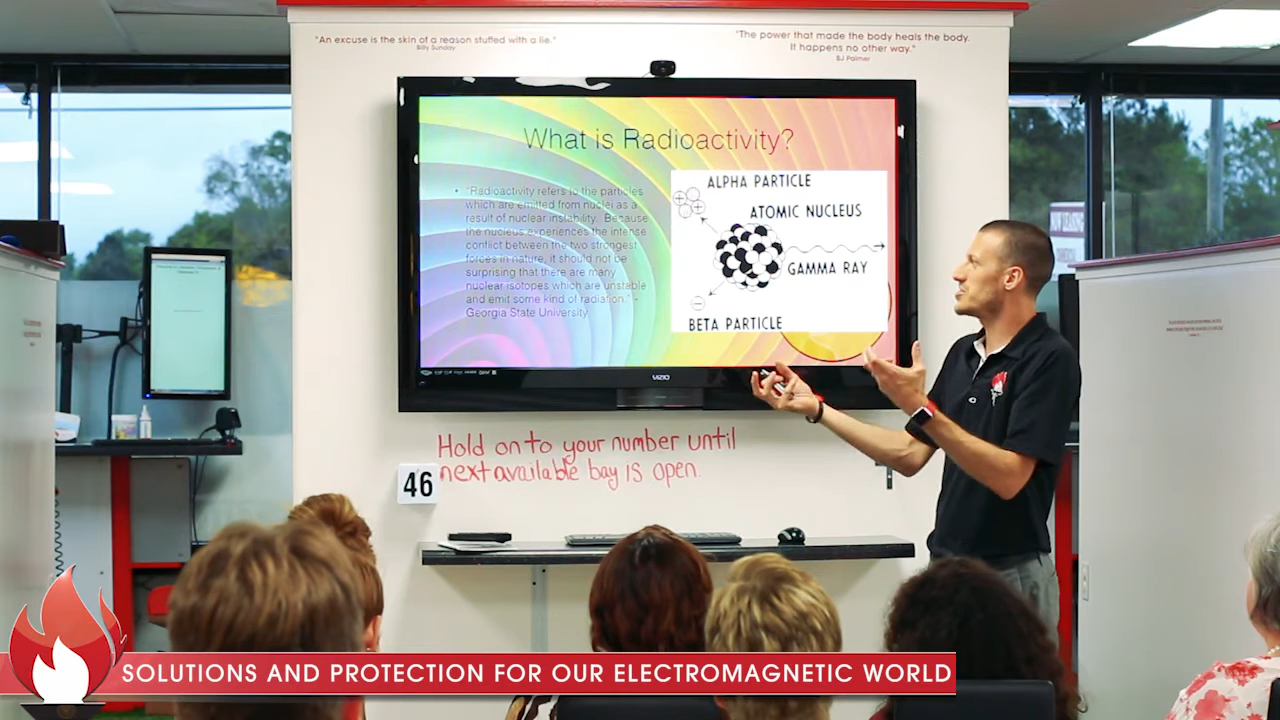 "An excuse is the skin of a reason stuffed with a lie."
Billy Sunday
"The power that made the body heals the body.
It happens no other way."
BJ Palmer
What is Radioactivity?
• "Radioactivity refers to the particles
which are emitted from nuclei as a
result of nuclear instability. Because
the nucleus experiences the intense
conflict between the two strongest
forces in nature, it should not be
surprising that there are many
nuclear isotopes which are unstable
and emit some kind of radiation." -
Georgia State University
ALPHA PARTICLE
ATOMIC NUCLEUS
GAMMA RAY
BETA PARTICLE
VIZIO
Hold on to your number until
next available bay is open.
46
SOLUTIONS AND PROTECTION FOR OUR ELECTROMAGNETIC WORLD